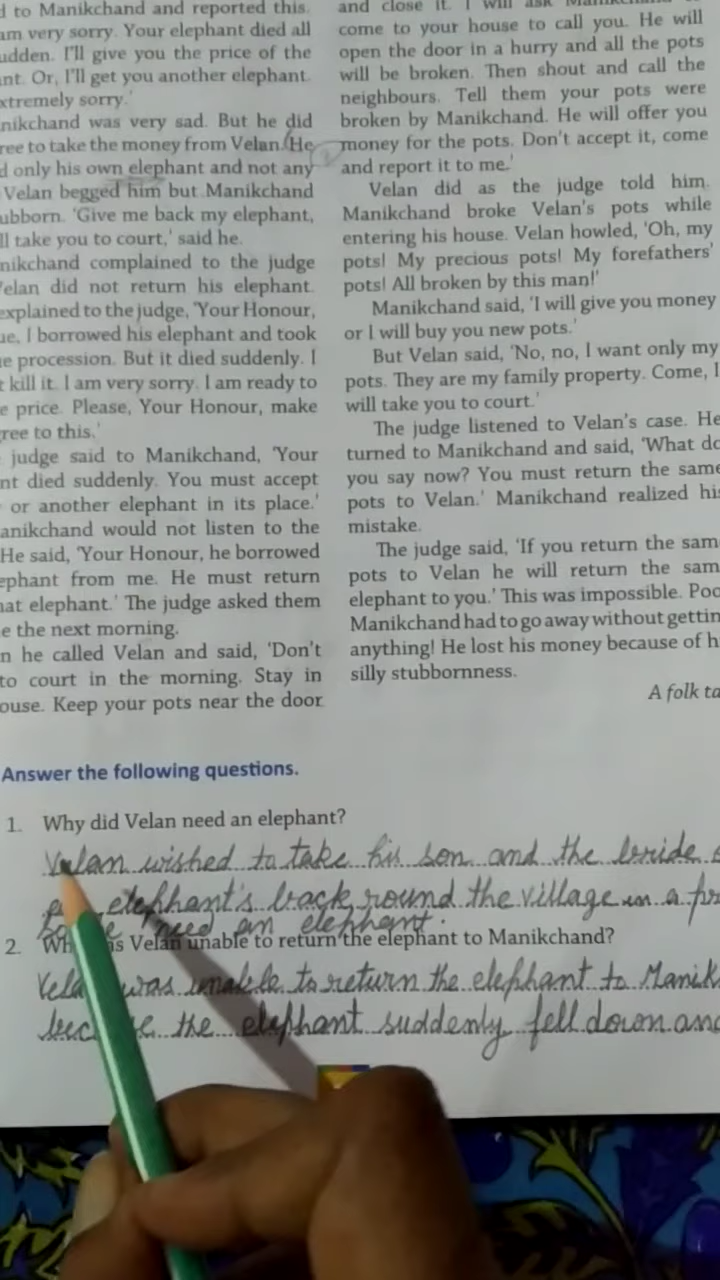 d to Manikchand and reported this.
am very sorry. Your elephant died all
udden. I'll give you the price of the
nt. Or, I'll get you another elephant.
xtremely sorry.'
nikchand was very sad. But he did
ree to take the money from Velan. He
d only his own elephant and not any
Velan begged him but Manikchand
ubborn. 'Give me back my elephant,
ll take you to court,' said he.
nikchand complained to the judge
elan did not return his elephant.
explained to the judge, 'Your Honour,
ue, I borrowed his elephant and took
e procession. But it died suddenly. I
t kill it. I am very sorry. I am ready to
e price. Please, Your Honour, make
ree to this.'
judge said to Manikchand, 'Your
nt died suddenly. You must accept
or another elephant in its place.'
anikchand would not listen to the
He said, 'Your Honour, he borrowed
ephant from me. He must return
hat elephant.' The judge asked them
e the next morning.
n he called Velan and said, 'Don't
to court in the morning. Stay in
ouse. Keep your pots near the door
and close it. I will ask
come to your house to call you. He will
open the door in a hurry and all the pots
will be broken. Then shout and call the
neighbours. Tell them your pots were
broken by Manikchand. He will offer you
money for the pots. Don't accept it, come
and report it to me.'
Velan did as the judge told him.
Manikchand broke Velan's pots while
entering his house. Velan howled, 'Oh, my
pots! My precious pots! My forefathers'
pots! All broken by this man!'
Manikchand said, 'I will give you money
or I will buy you new pots.'
But Velan said, 'No, no, I want only my
pots. They are my family property. Come, I
will take you to court.'
The judge listened to Velan's case. He
turned to Manikchand and said, 'What do
you say now? You must return the same
pots to Velan.' Manikchand realized his
mistake.
The judge said, 'If you return the sam
pots to Velan he will return the sam
elephant to you.' This was impossible. Poo
Manikchand had to go away without gettin
anything! He lost his money because of h
silly stubbornness.
A folk ta
Answer the following questions.
1. Why did Velan need an elephant?
Velan wished to take his son and the bride
elephant's back round the village in a pr
need an elephant.
2. Wh s Velan unable to return the elephant to Manikchand?
Vela was unable to return the elephant to Manik
bec e the elephant suddenly fell down and